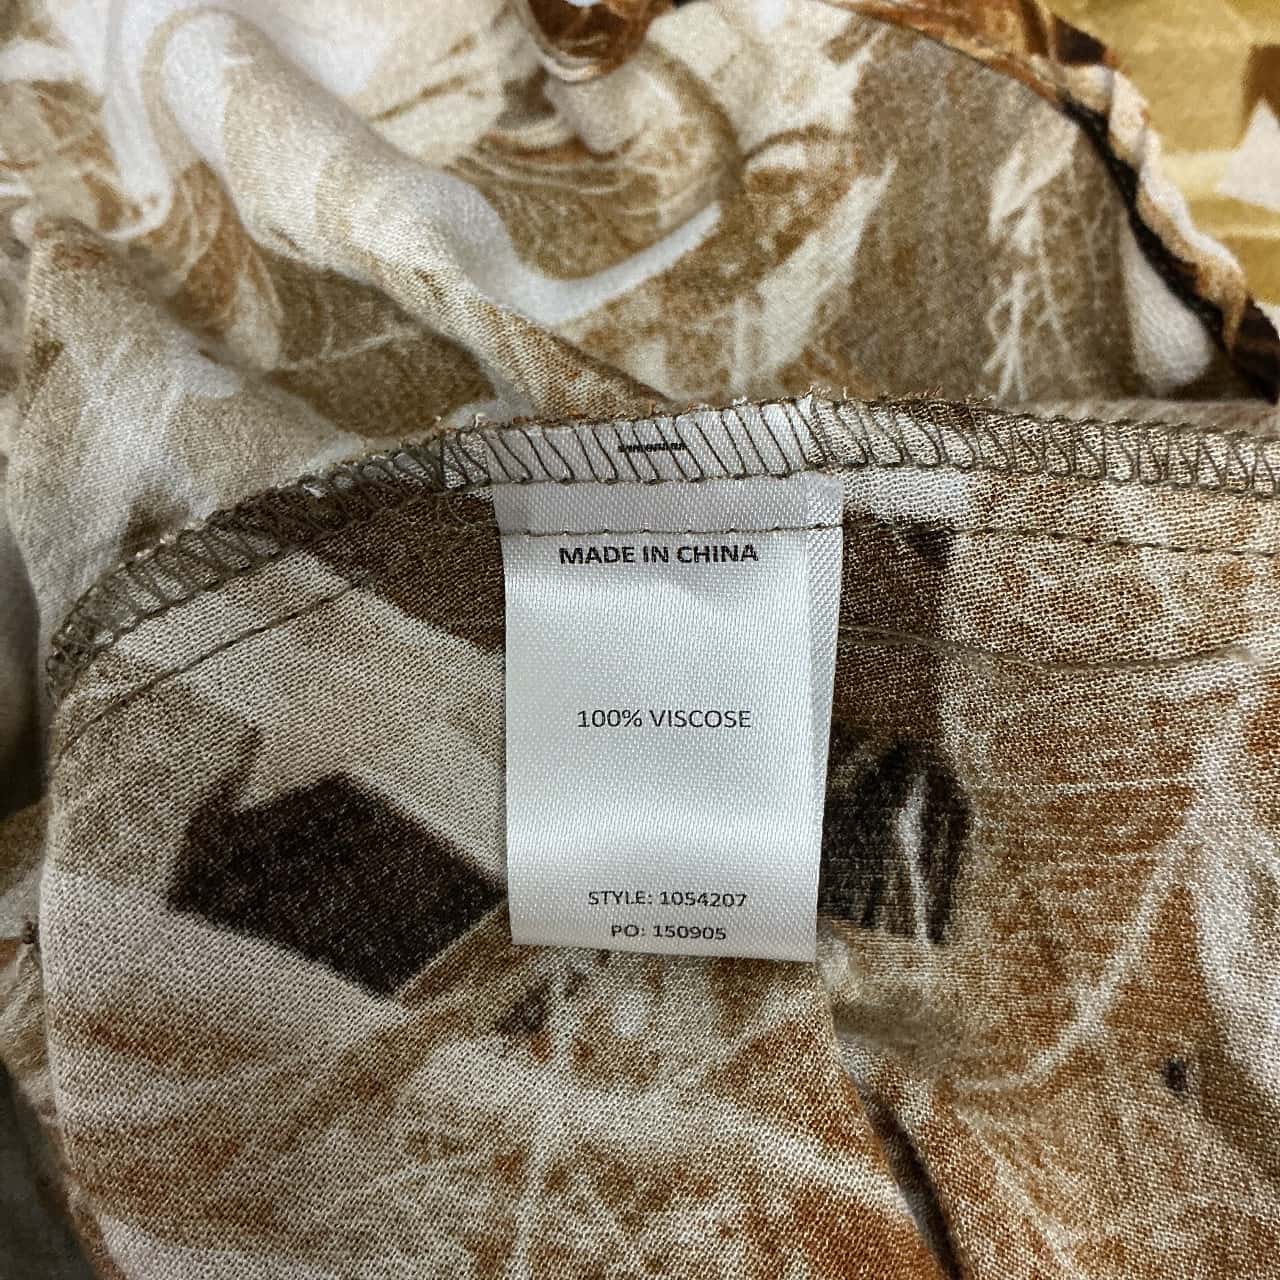 MADE IN CHINA
100% VISCOSE
STYLE: 1054207
PO: 150905